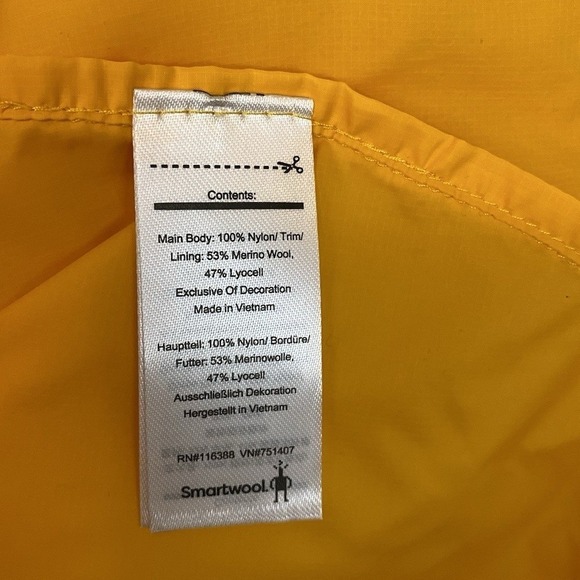 Contents:
Main Body: 100% Nylon/ Trim/
Lining: 53% Merino Wool,
47% Lyocell
Exclusive Of Decoration
Made in Vietnam
Hauptteil: 100% Nylon/ Bordüre/
Futter: 53% Merinowolle,
47% Lyocell
Ausschließlich Dekoration
Hergestellt in Vietnam
RN#116388 VN#751407
Smartwool.